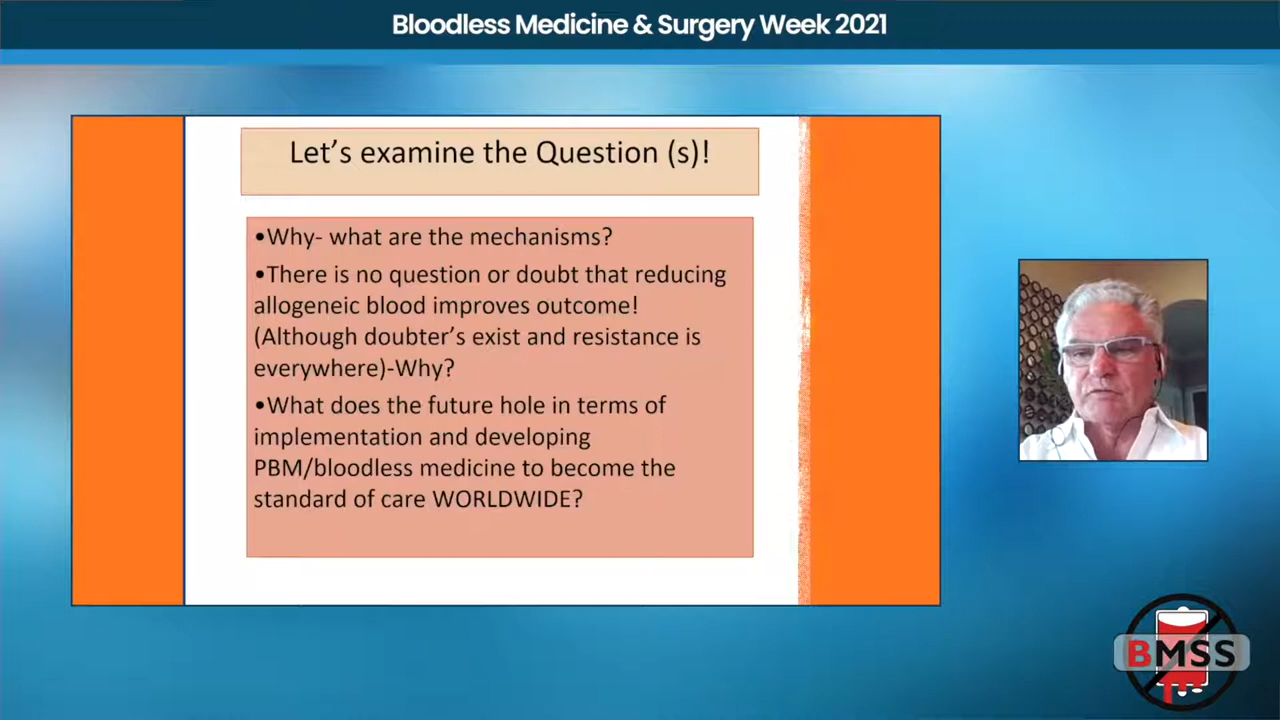 Bloodless Medicine & Surgery Week 2021
Let’s examine the Question (s)!
•Why- what are the mechanisms?
•There is no question or doubt that reducing
allogeneic blood improves outcome!
(Although doubter’s exist and resistance is
everywhere)-Why?
•What does the future hole in terms of
implementation and developing
PBM/bloodless medicine to become the
standard of care WORLDWIDE?
BMSS